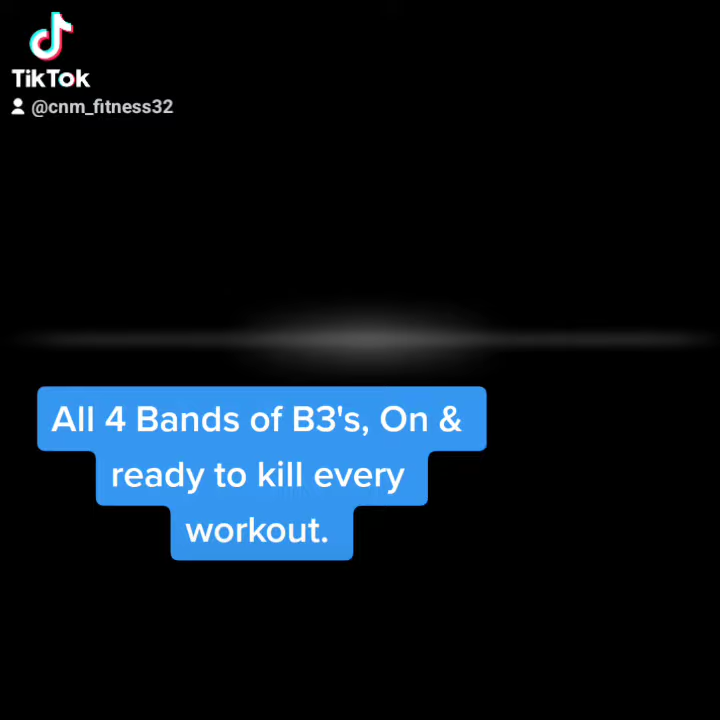 TikTok
@cnm_fitness32
All 4 Bands of B3's, On &
ready to kill every
workout.